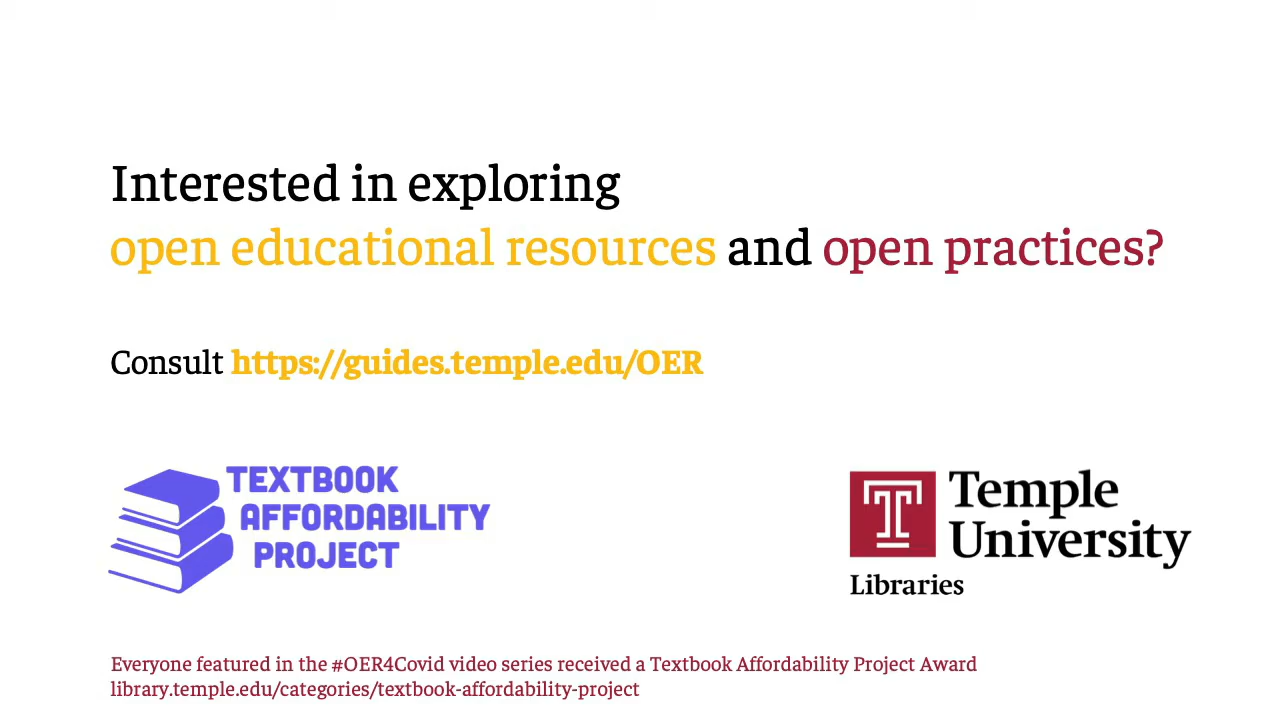 Interested in exploring
open educational resources and open practices?
Consult https://guides.temple.edu/OER
TEXTBOOK
AFFORDABILITY
PROJECT
T Temple
University
Libraries
Everyone featured in the #OER4Covid video series received a Textbook Affordability Project Award
library.temple.edu/categories/textbook-affordability-project